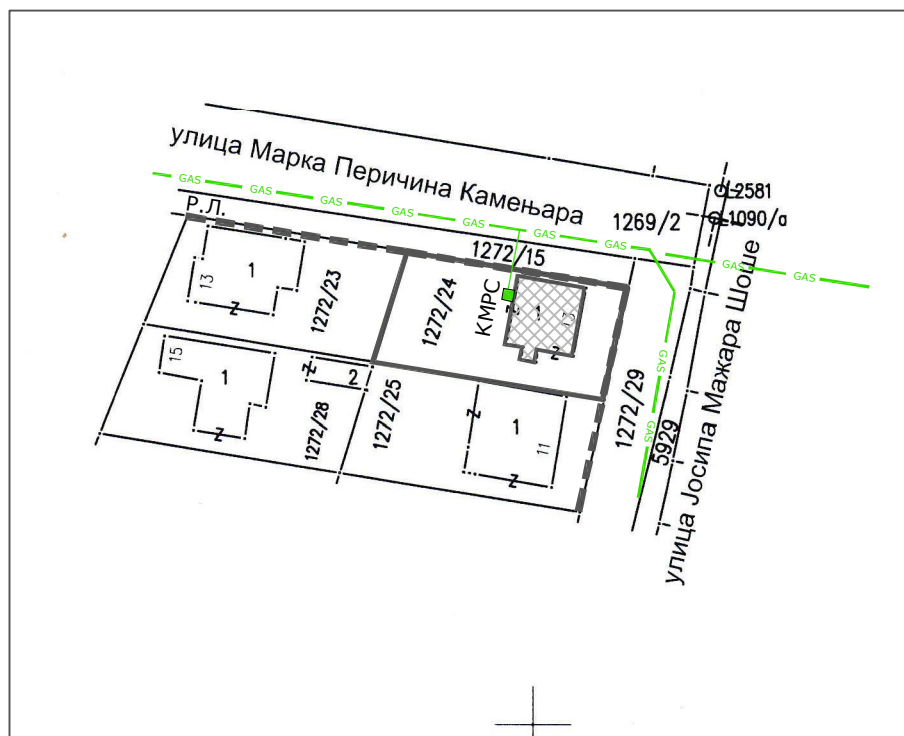 улица Марка Перичина Камењара
GAS GAS GAS GAS GAS GAS GAS GAS
Р.Л.
1269/2
2581
1090/а
1272/15
13
1
Z
1272/23
1272/24
КМРС
Z
1
13
Z
GAS
GAS
15
1
Z
Z
2
1272/28
1272/25
Z
1
11
Z
1272/29
5929
улица Јосипа Мажара Шоше